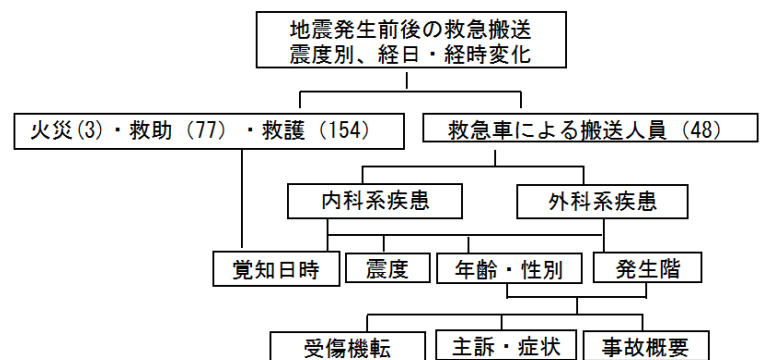 地震発生前後の救急搬送
震度別、経日・経時変化
火災(3)・救助（77）・救護（154）
救急車による搬送人員（48）
内科系疾患
外科系疾患
覚知日時
震度
年齢・性別
発生階
受傷機転
主訴・症状
事故概要